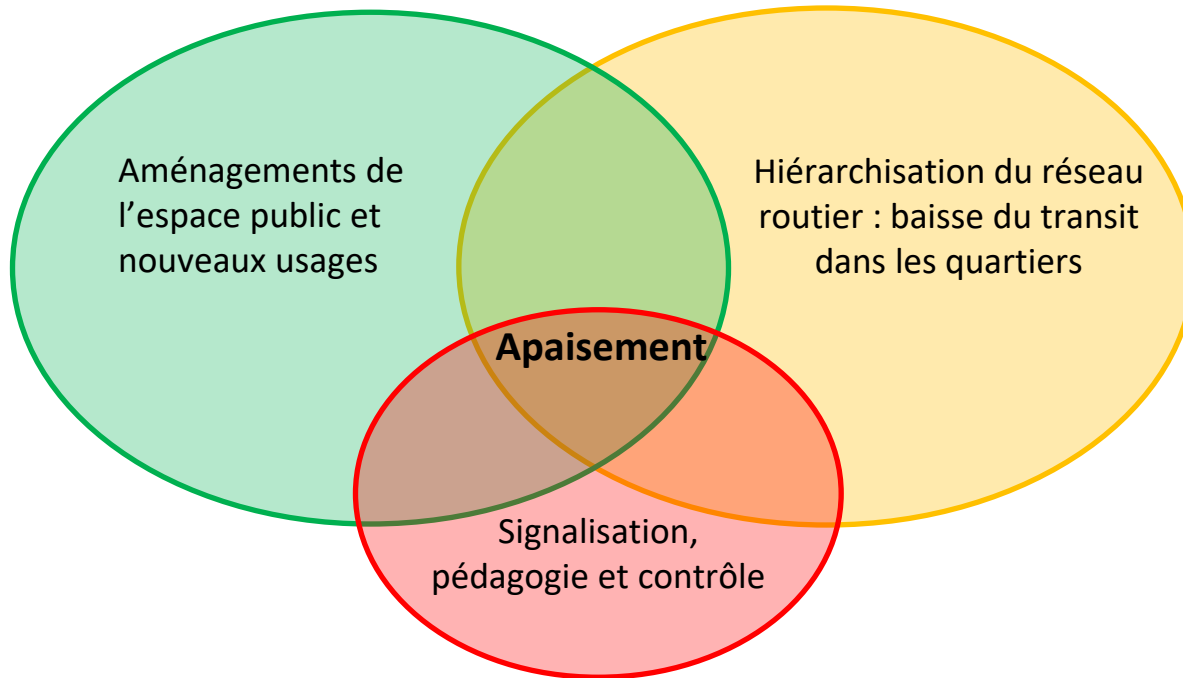 Aménagements de
l’espace public et
nouveaux usages
Hiérarchisation du réseau
routier : baisse du transit
dans les quartiers
Apaisement
Signalisation,
pédagogie et contrôle